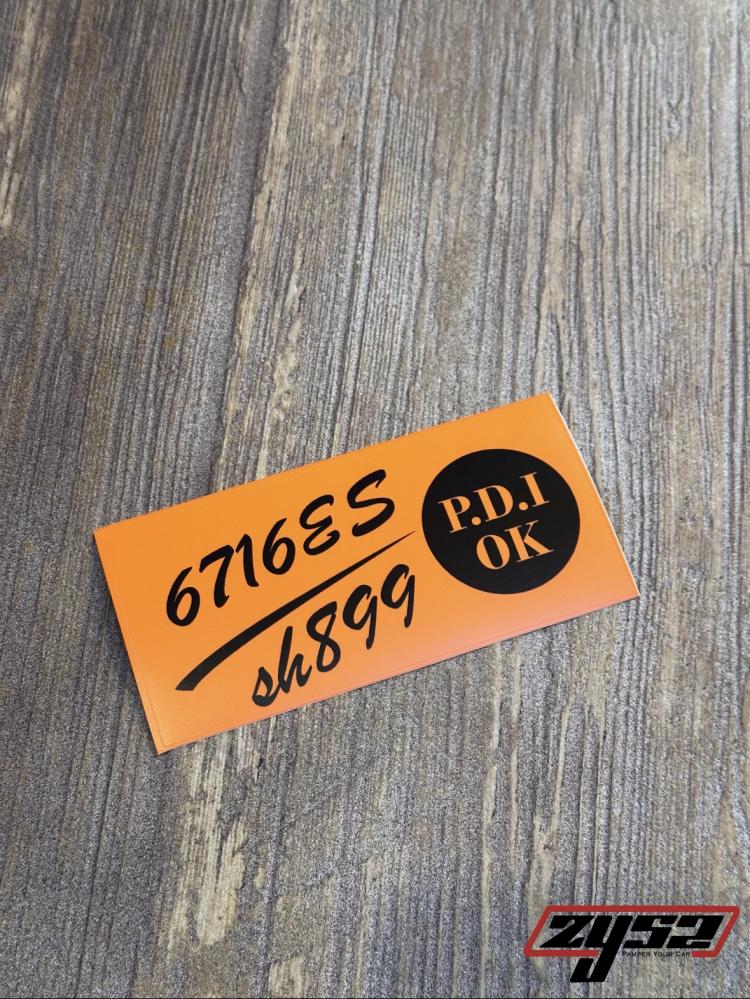 6716ES
sh899
P.D.I
OK
ZYSZ
PAMPER YOUR CAR